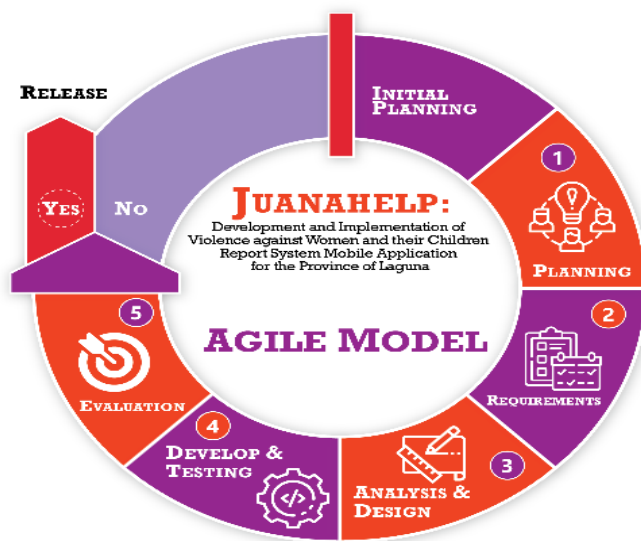 RELEASE
YES
NO
INITIAL
PLANNING
1
PLANNING
2
REQUIREMENTS
3
ANALYSIS &
DESIGN
4
DEVELOP &
TESTING
5
EVALUATION
JUANAHELP:
Development and Implementation of
Violence against Women and their Children
Report System Mobile Application
for the Province of Laguna
AGILE MODEL